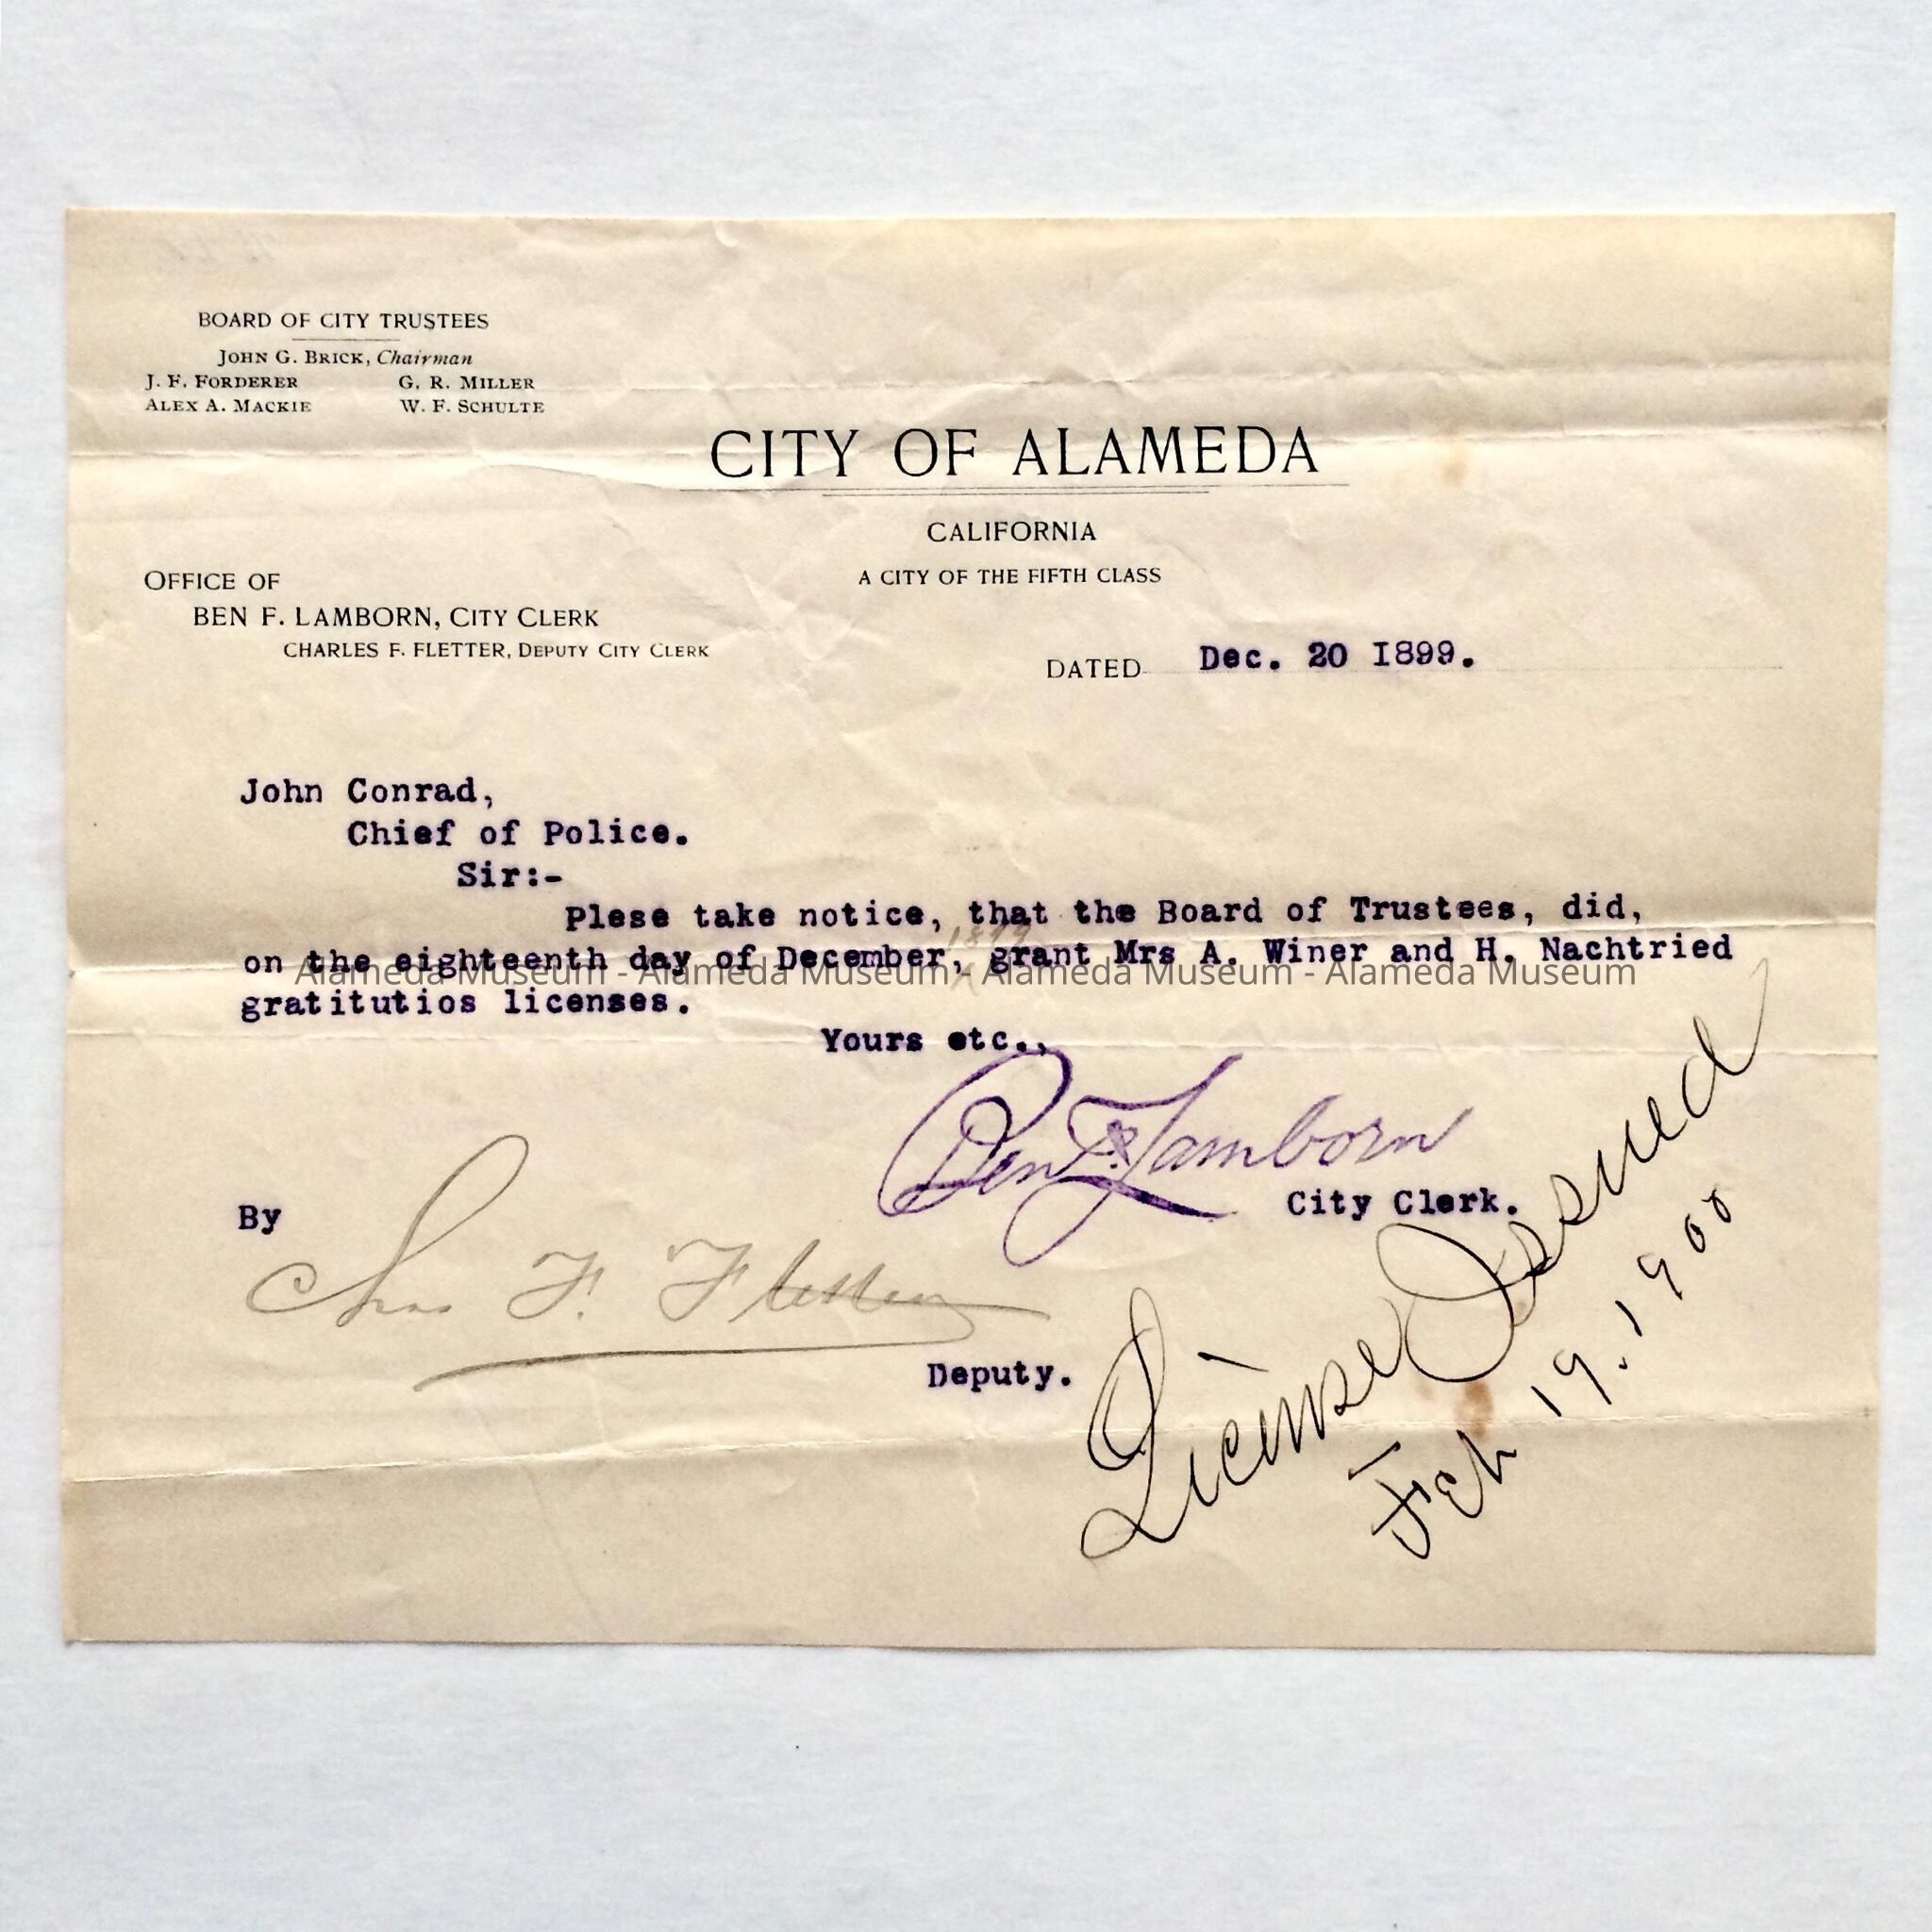 BOARD OF CITY TRUSTEES
JOHN G. BRICK, Chairman
J. F. FORDERER G. R. MILLER
ALEX A. MACKIE W. F. SCHULTE
CITY OF ALAMEDA
CALIFORNIA
A CITY OF THE FIFTH CLASS
OFFICE OF
BEN F. LAMBORN, CITY CLERK
CHARLES F. FLETTER, DEPUTY CITY CLERK
DATED Dec. 20 I899.
John Conrad,
Chief of Police.
Sir:-
Plese take notice, that the Board of Trustees, did,
1899
on the eighteenth day of December, grant Mrs A. Winer and H. Nachtried
Alameda Museum - Alameda Museum - Alameda Museum - Alameda Museum
gratitutios licenses.
Yours etc.,
Ben F. Lamborn
City Clerk.
By Chas F. Fletter
Deputy.
License Issued
Feb 19. 1900